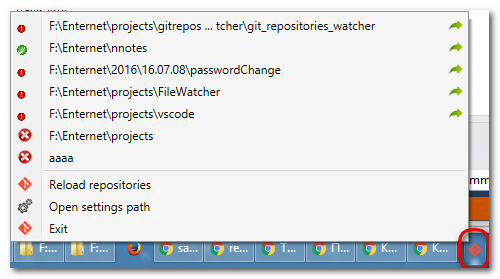 F:\Enternet\projects\gitrepos ... tcher\git_repositories_watcher
F:\Enternet\nnotes
F:\Enternet\2016\16.07.08\passwordChange
F:\Enternet\projects\FileWatcher
F:\Enternet\projects\vscode
F:\Enternet\projects
aaaa
Reload repositories
Open settings path
Exit
F:... F:... sa... re... T... П... K... K...